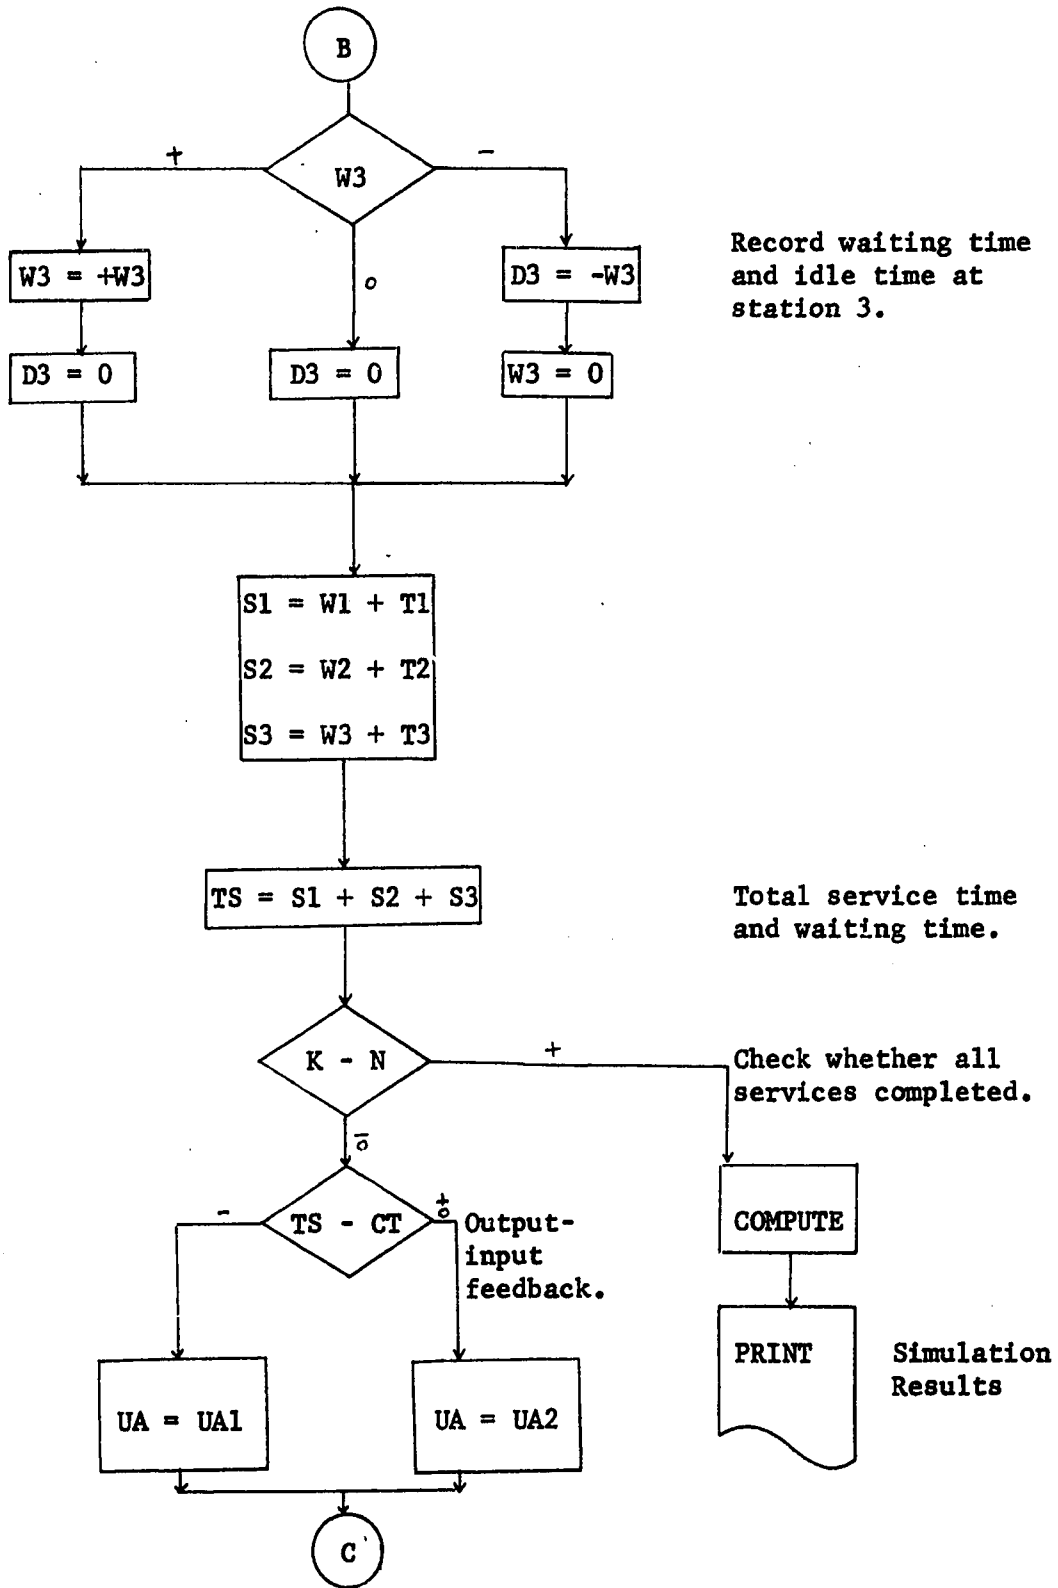 B
+
-
W3
W3 = +W3
o
D3 = -W3
Record waiting time
and idle time at
station 3.
D3 = 0
D3 = 0
W3 = 0
S1 = W1 + T1
S2 = W2 + T2
S3 = W3 + T3
TS = S1 + S2 + S3
Total service time
and waiting time.
K - N
+
Check whether all
services completed.
-
o
TS - CT
-
+
o
Output-
input
feedback.
COMPUTE
UA = UA1
UA = UA2
PRINT
Simulation
Results
C